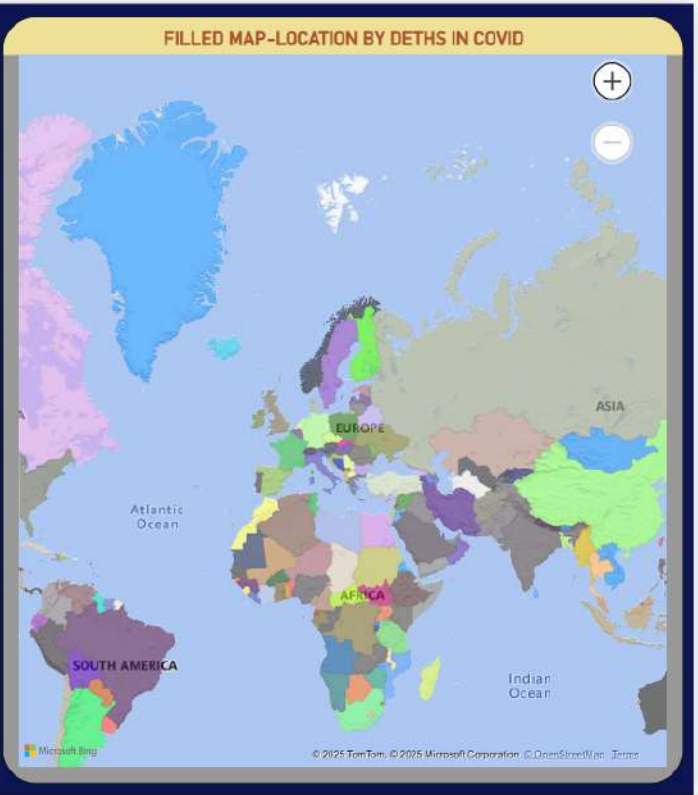 FILLED MAP-LOCATION BY DETHS IN COVID
+
−
ASIA
EUROPE
Atlantic
Ocean
AFRICA
SOUTH AMERICA
Indian
Ocean
Microsoft Bing
© 2025 TomTom, © 2025 Microsoft Corporation, © OpenStreetMap Terms